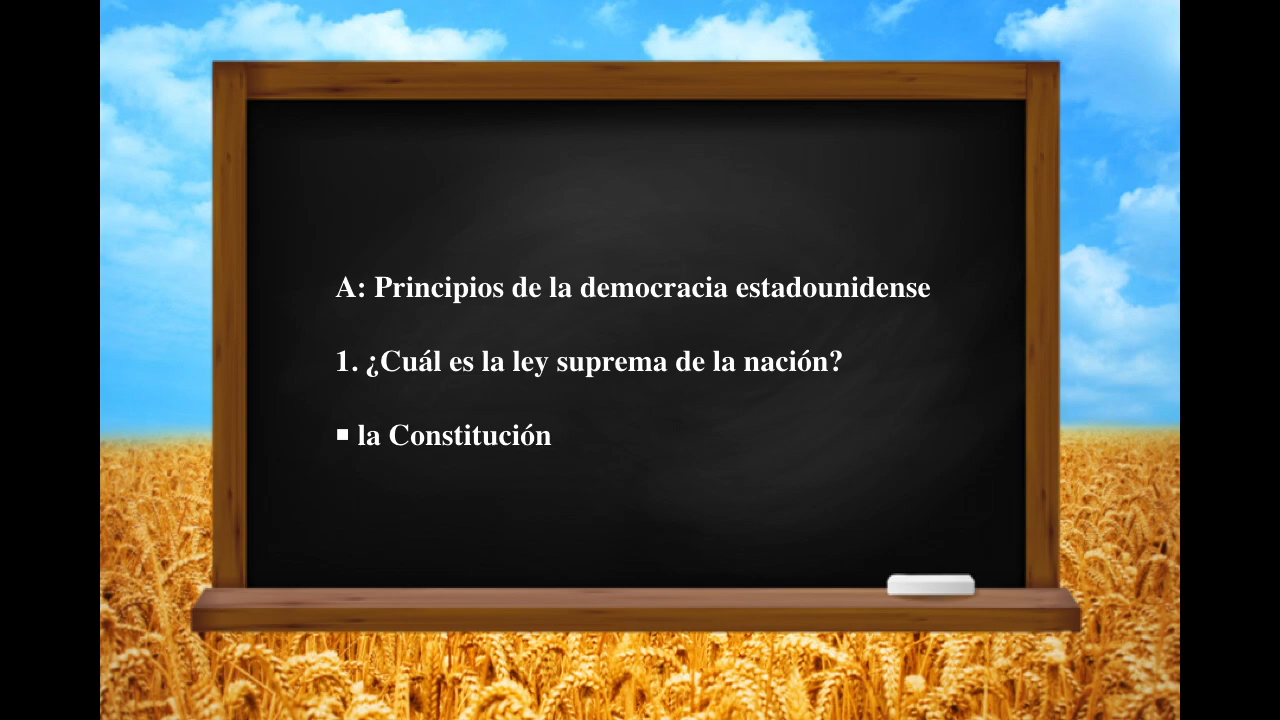 A: Principios de la democracia estadounidense
1. ¿Cuál es la ley suprema de la nación?
▪ la Constitución